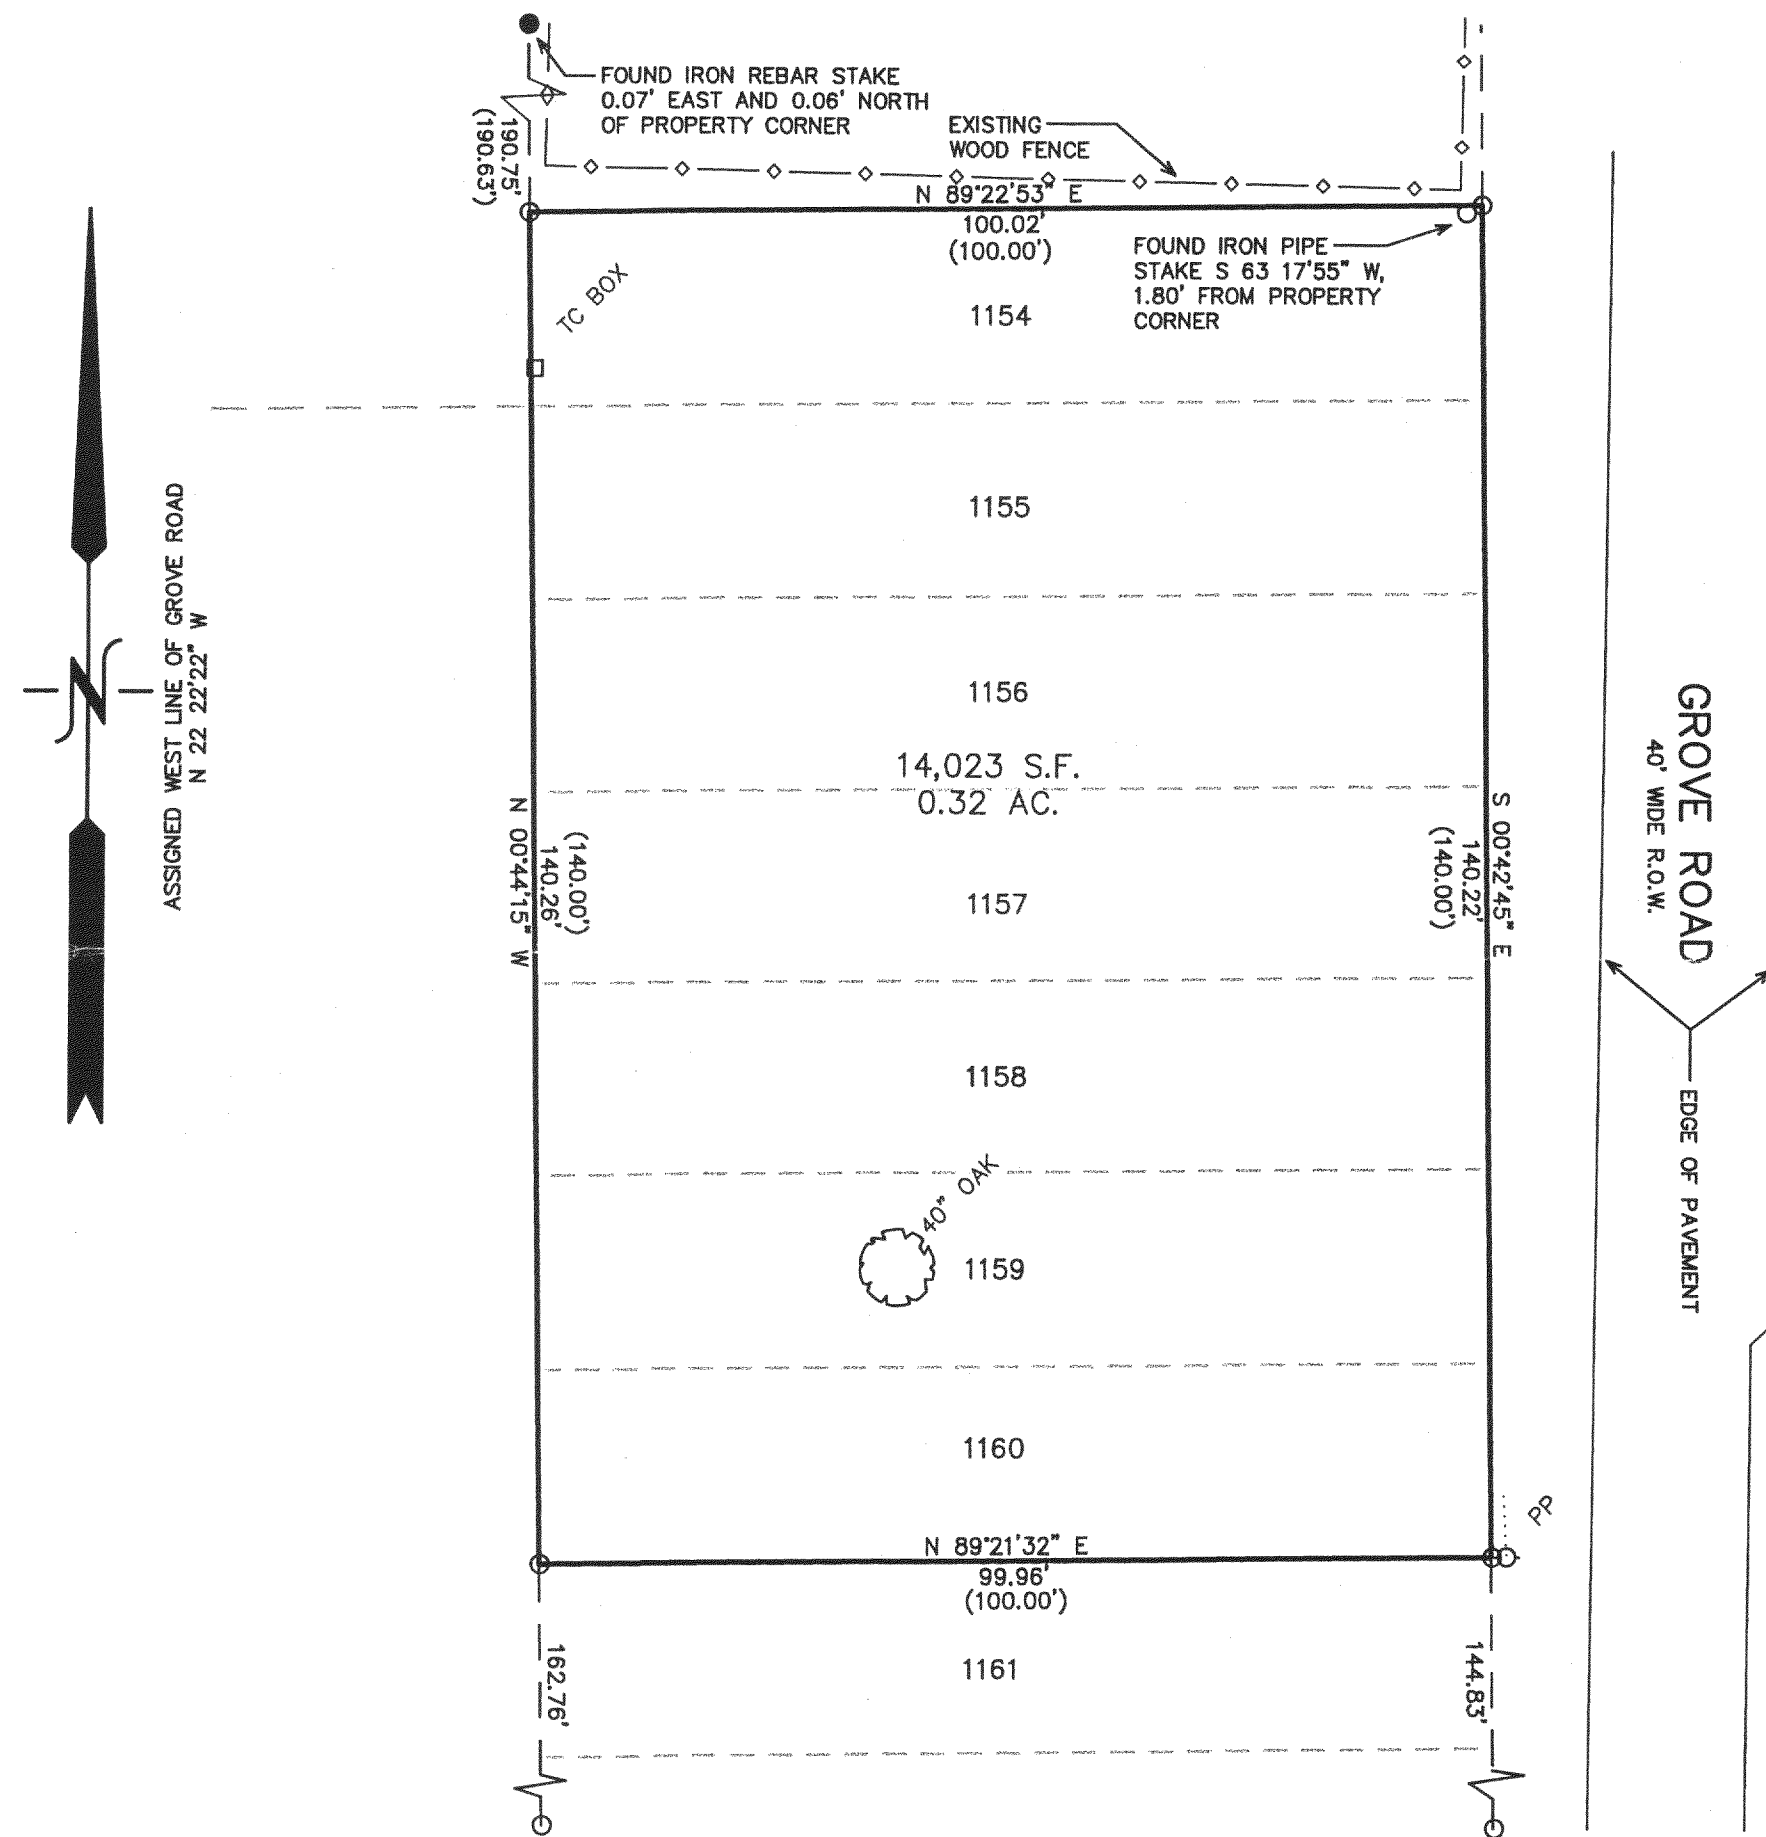 FOUND IRON REBAR STAKE
0.07' EAST AND 0.06' NORTH
OF PROPERTY CORNER
EXISTING
WOOD FENCE
190.75'
(190.63')
N 89°22'53" E
100.02'
(100.00')
FOUND IRON PIPE
STAKE S 63 17'55" W,
1.80' FROM PROPERTY
CORNER
TC BOX
1154
1155
1156
14,023 S.F.
0.32 AC.
N
ASSIGNED WEST LINE OF GROVE ROAD
N 22 22'22" W
N 00°44'15" W
140.26'
(140.00')
S 00°42'45" E
140.22'
(140.00')
GROVE ROAD
40' WIDE R.O.W.
EDGE OF PAVEMENT
1157
1158
40" OAK
1159
1160
PP
N 89°21'32" E
99.96'
(100.00')
162.76'
1161
144.83'